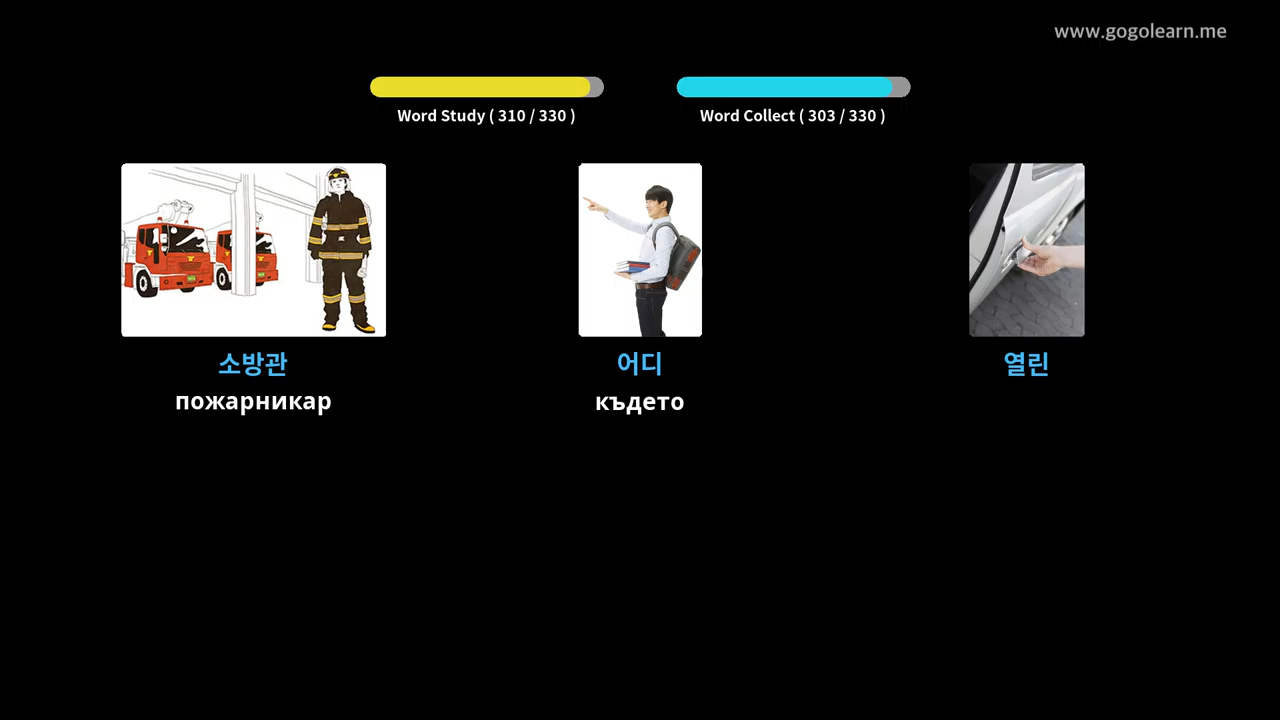 www.gogolearn.me
Word Study ( 310 / 330 )
Word Collect ( 303 / 330 )
소방관
어디
열린
пожарникар
където